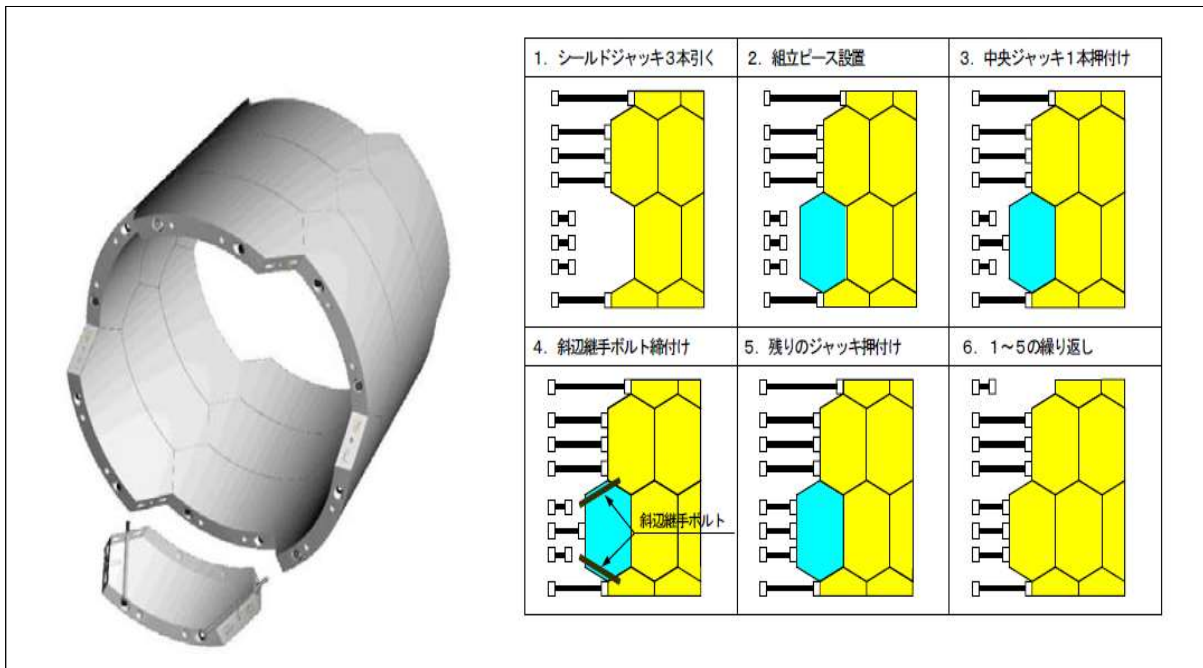 1. シールドジャッキ3本引く
2. 組立ピース設置
3. 中央ジャッキ1本押付け
4. 斜辺継手ボルト締付け
5. 残りのジャッキ押付け
6. 1~5の繰り返し
斜辺継手ボルト